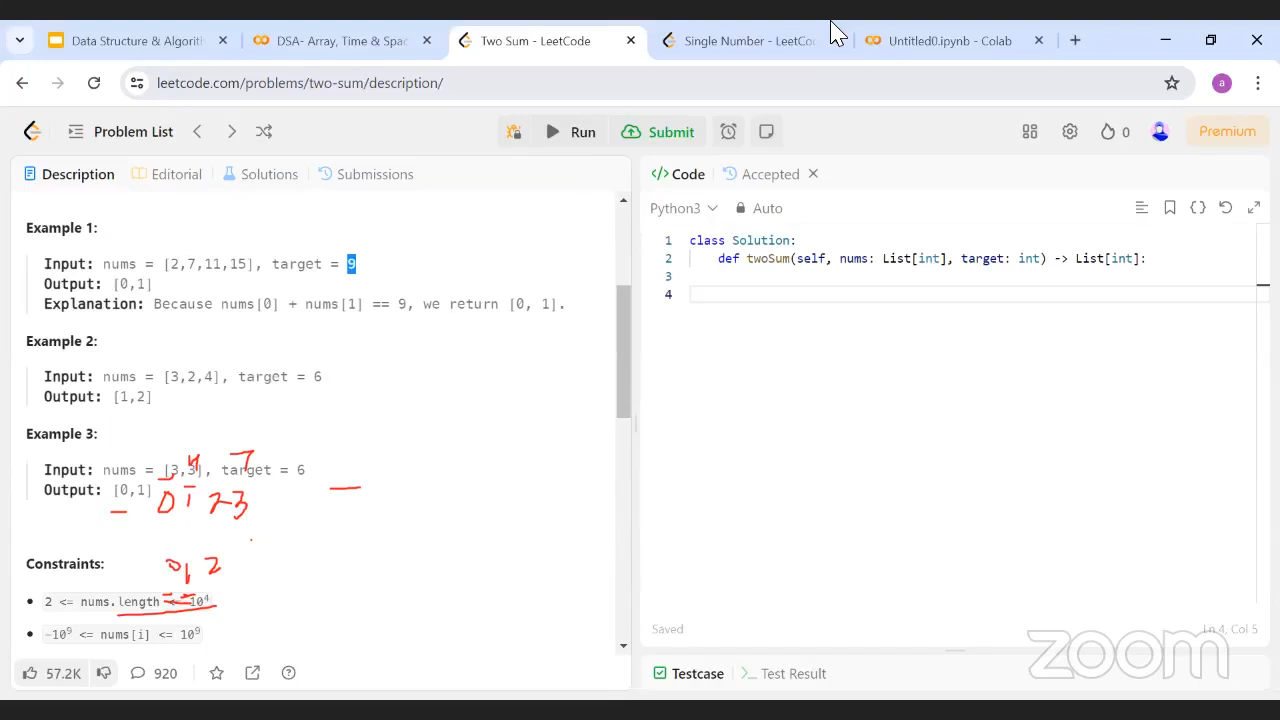 Data Structure & Algorith
DSA- Array, Time & Spac
Two Sum - LeetCode
Single Number - LeetCo
Untitled0.ipynb - Colab
leetcode.com/problems/two-sum/description/
a
Problem List
Run
Submit
0
Premium
Description
Editorial
Solutions
Submissions
Example 1:
Input: nums = [2,7,11,15], target = 9
Output: [0,1]
Explanation: Because nums[0] + nums[1] == 9, we return [0, 1].
Example 2:
Input: nums = [3,2,4], target = 6
Output: [1,2]
Example 3:
4 7
Input: nums = [3,3], target = 6
Output: [0,1]
0 1 2 3
Constraints:
0, 2
2 <= nums.length <= 10⁴
-10⁹ <= nums[i] <= 10⁹
57.2K
920
Code
Accepted
Python3
Auto
1 class Solution:
2 def twoSum(self, nums: List[int], target: int) -> List[int]:
3
4
Saved
Ln 4, Col 5
Testcase
Test Result
zoom